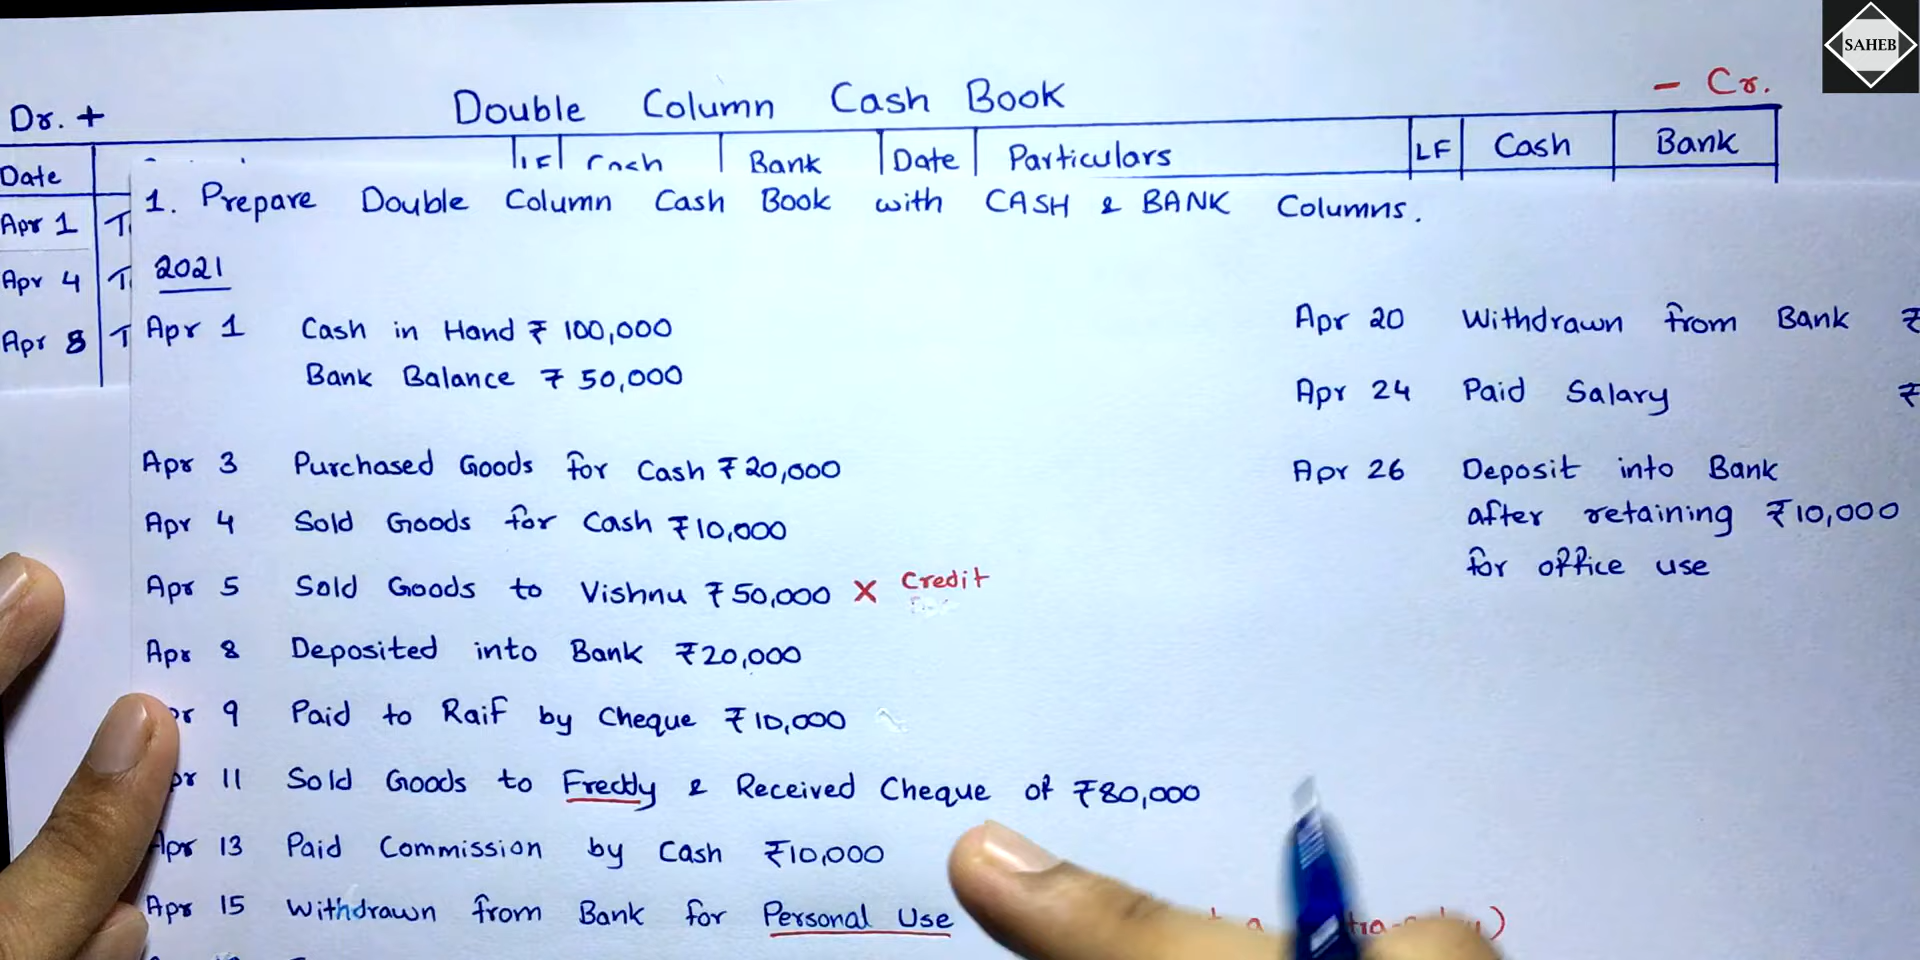 SAHEB
Dr. +
Double Column Cash Book
- Cr.
Date
Bank
Date
Particulars
LF
Cash
Bank
1. Prepare Double Column Cash Book with CASH & BANK Columns.
Apr 1
Apr 4
Apr 8
2021
Apr 1 Cash in Hand ₹ 100,000
Bank Balance ₹ 50,000
Apr 3 Purchased Goods for Cash ₹20,000
Apr 4 Sold Goods for Cash ₹10,000
Apr 5 Sold Goods to Vishnu ₹50,000 X Credit
Apr 8 Deposited into Bank ₹20,000
9 Paid to Raif by Cheque ₹10,000
11 Sold Goods to Freddy & Received Cheque of ₹80,000
Apr 13 Paid Commission by Cash ₹10,000
Apr 15 Withdrawn from Bank for Personal Use
Apr 20 Withdrawn from Bank ₹
Apr 24 Paid Salary ₹
Apr 26 Deposit into Bank
after retaining ₹10,000
for office use